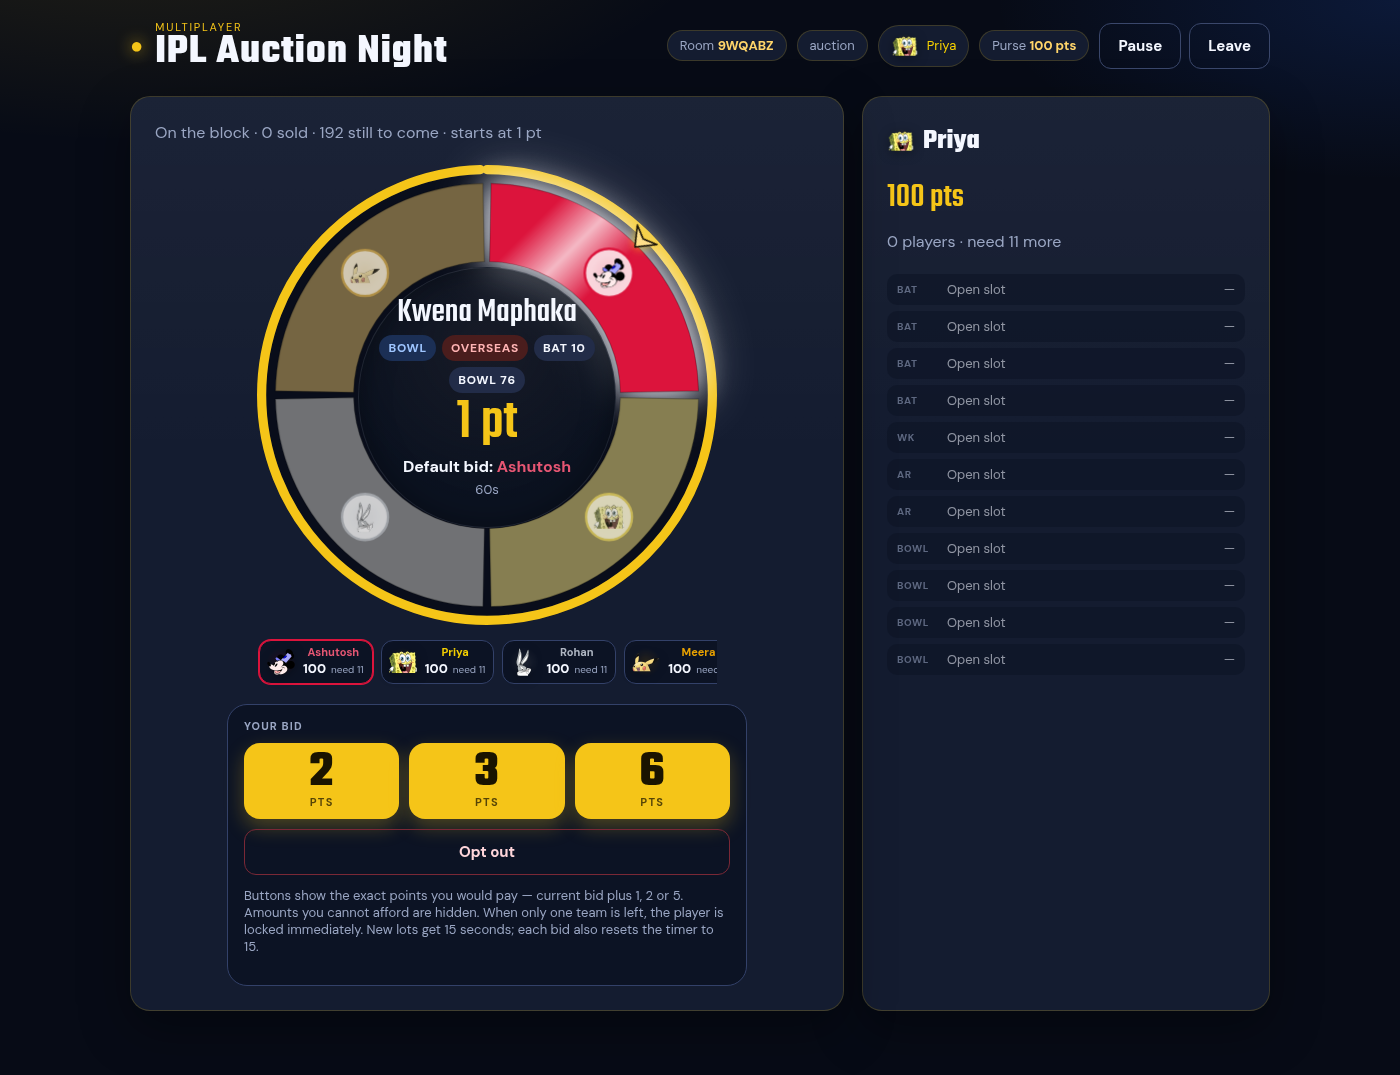 MULTIPLAYER
IPL Auction Night
Room 9WQABZ
auction
Priya
Purse 100 pts
Pause
Leave
On the block · 0 sold · 192 still to come · starts at 1 pt
Kwena Maphaka
BOWL OVERSEAS BAT 10
BOWL 76
1 pt
Default bid: Ashutosh
60s
Ashutosh
100 need 11
Priya
100 need 11
Rohan
100 need 11
Meera
100 need
YOUR BID
2 3 6
PTS PTS PTS
Opt out
Buttons show the exact points you would pay — current bid plus 1, 2 or 5.
Amounts you cannot afford are hidden. When only one team is left, the player is
locked immediately. New lots get 15 seconds; each bid also resets the timer to
15.
Priya
100 pts
0 players · need 11 more
BAT Open slot —
BAT Open slot —
BAT Open slot —
BAT Open slot —
WK Open slot —
AR Open slot —
AR Open slot —
BOWL Open slot —
BOWL Open slot —
BOWL Open slot —
BOWL Open slot —